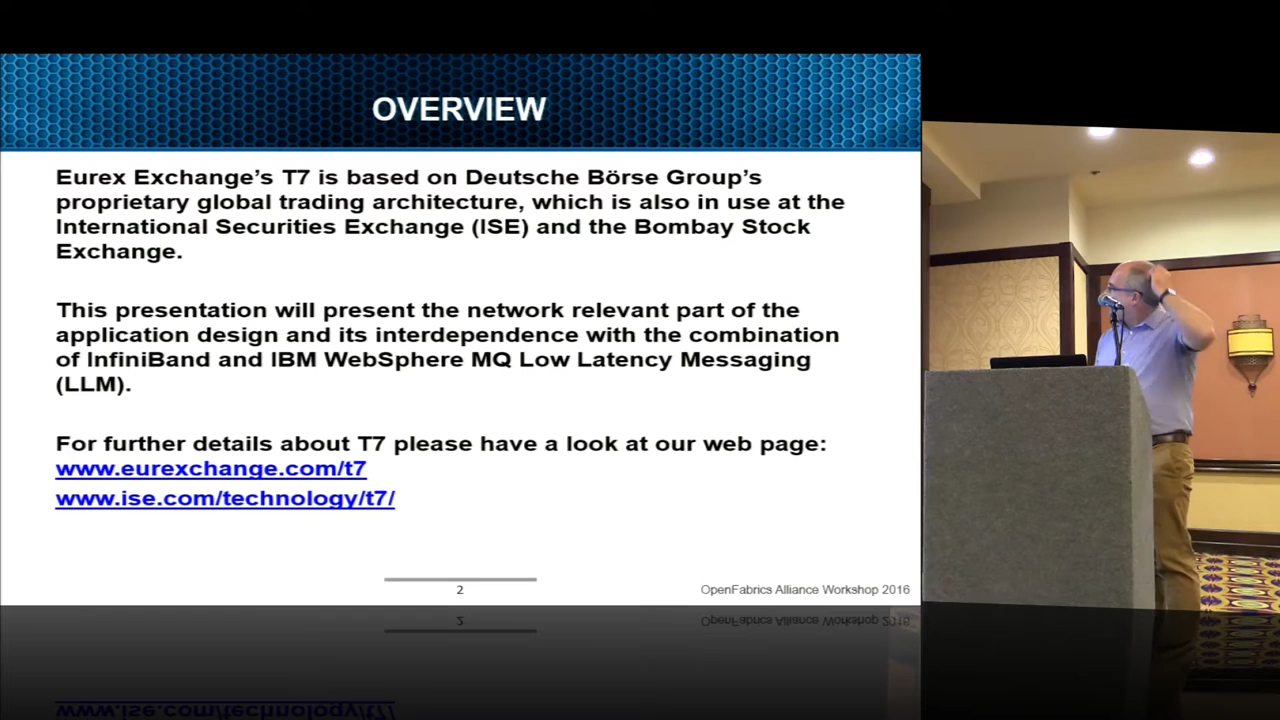 OVERVIEW
Eurex Exchange’s T7 is based on Deutsche Börse Group’s
proprietary global trading architecture, which is also in use at the
International Securities Exchange (ISE) and the Bombay Stock
Exchange.
This presentation will present the network relevant part of the
application design and its interdependence with the combination
of InfiniBand and IBM WebSphere MQ Low Latency Messaging
(LLM).
For further details about T7 please have a look at our web page:
www.eurexchange.com/t7
www.ise.com/technology/t7/
2
OpenFabrics Alliance Workshop 2016